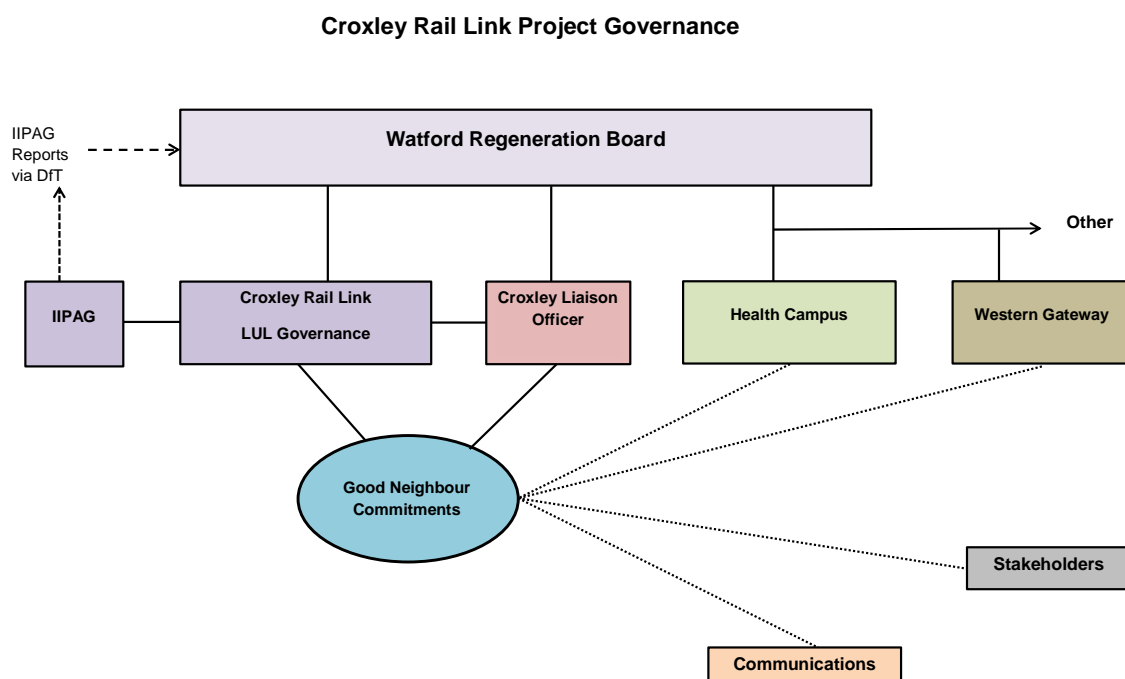 Croxley Rail Link Project Governance
Watford Regeneration Board
IIPAG
Reports
via DfT
Other
IIPAG
Croxley Rail Link
LUL Governance
Croxley Liaison
Officer
Health Campus
Western Gateway
Good Neighbour
Commitments
Stakeholders
Communications